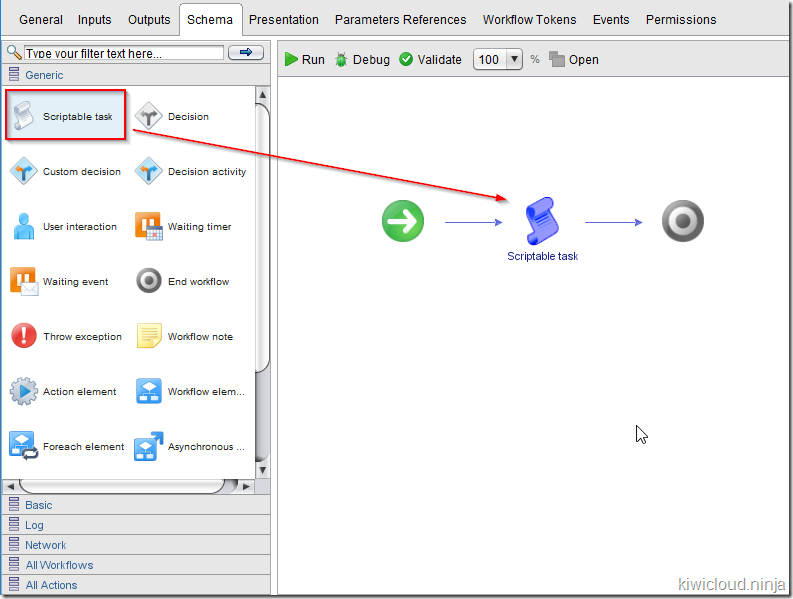 General Inputs Outputs Schema Presentation Parameters References Workflow Tokens Events Permissions
Type your filter text here...
Generic
Scriptable task Decision
Custom decision Decision activity
User interaction Waiting timer
Waiting event End workflow
Throw exception Workflow note
Action element Workflow elem...
Foreach element Asynchronous ...
Basic
Log
Network
All Workflows
All Actions
Run Debug Validate 100 % Open
Scriptable task
kiwicloud.ninja